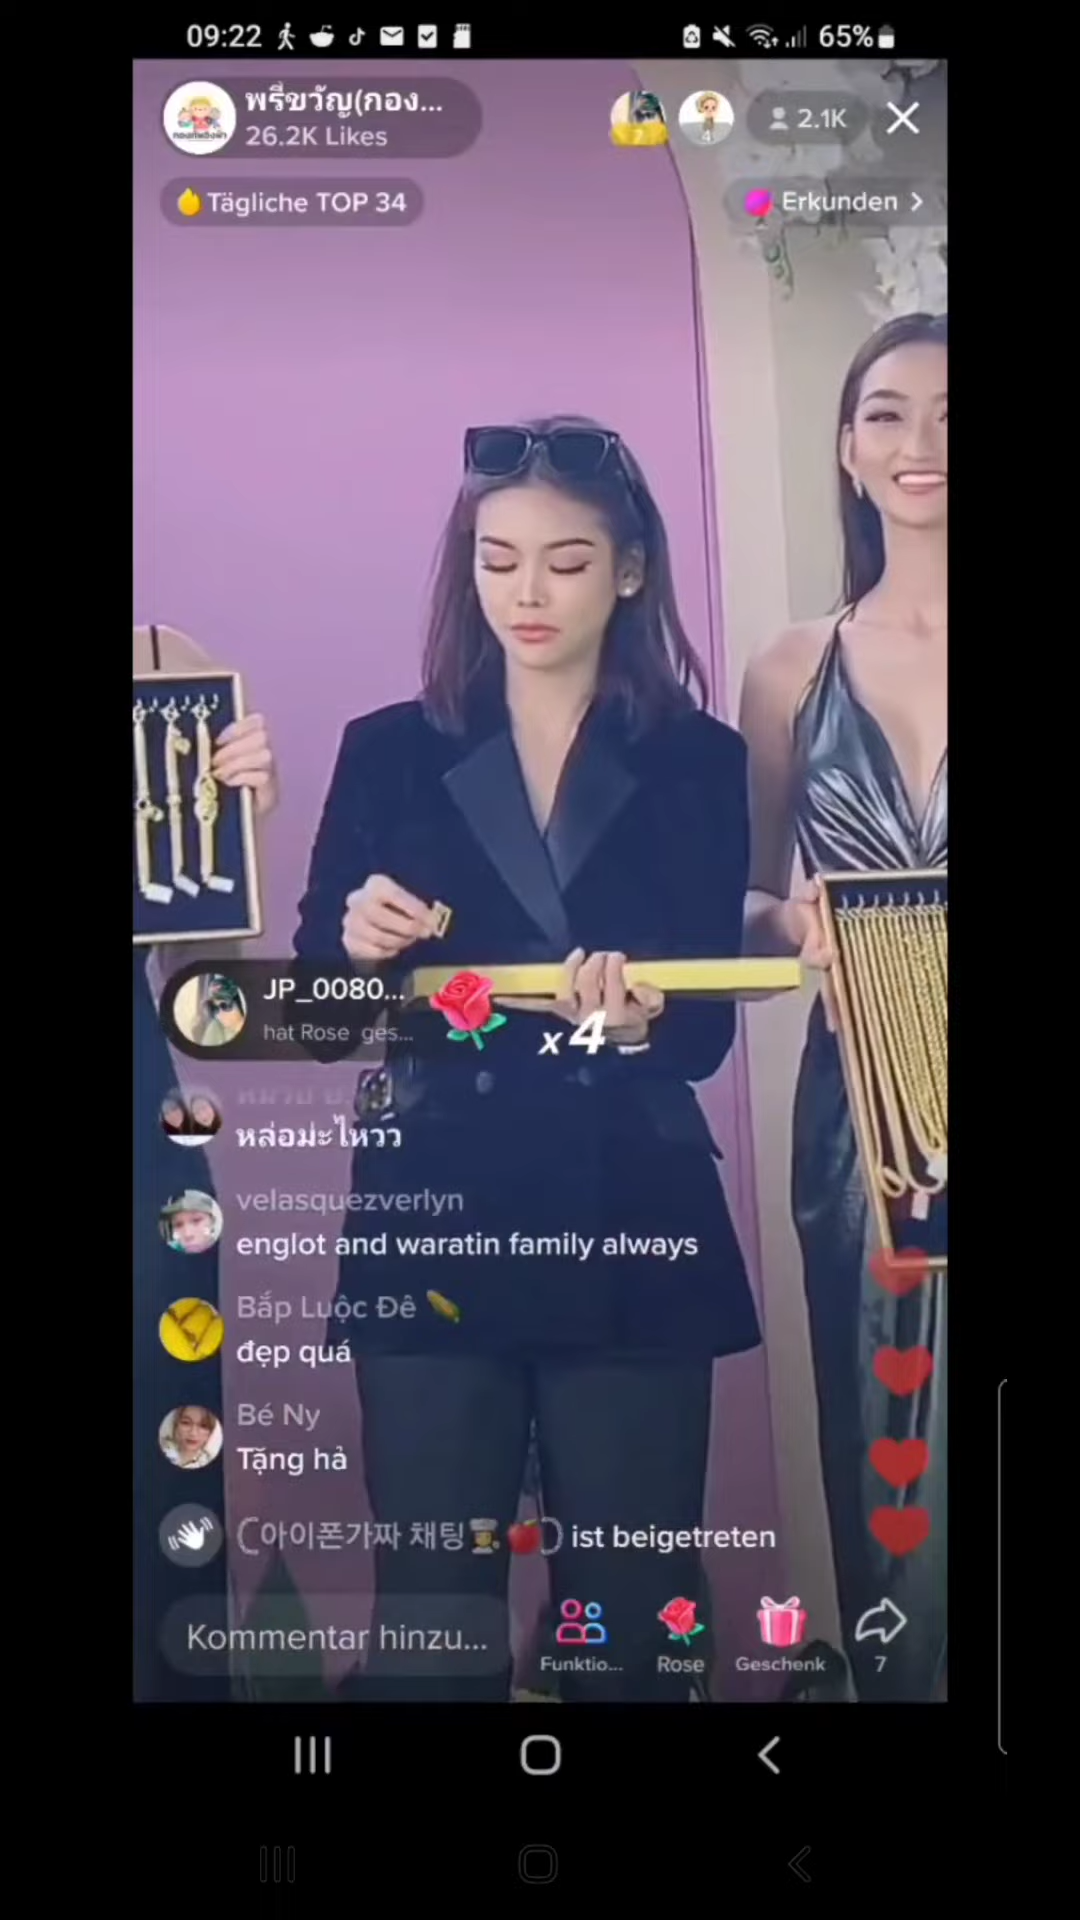 09:22
65%
พรี่ขวัญ(กอง...
26.2K Likes
7
4
2.1K
Tägliche TOP 34
Erkunden
JP_0080...
hat Rose ges...
x4
หล่อมะไหวว
velasquezverlyn
englot and waratin family always
Bắp Luộc Đê
đẹp quá
Bé Ny
Tặng hả
아이폰가짜 채팅 ist beigetreten
Kommentar hinzu...
Funktio...
Rose
Geschenk
7